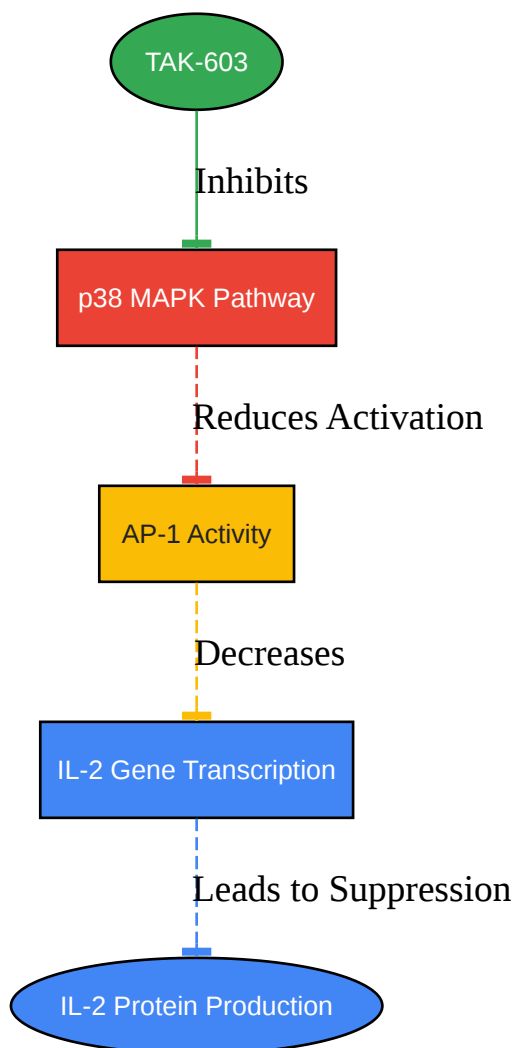 TAK-603
Inhibits
p38 MAPK Pathway
Reduces Activation
AP-1 Activity
Decreases
IL-2 Gene Transcription
Leads to Suppression
IL-2 Protein Production